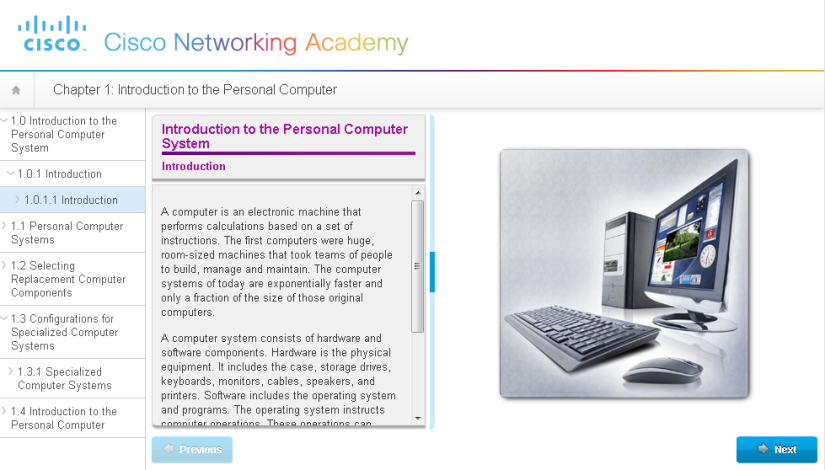 CISCO.
Cisco Networking Academy
Chapter 1: Introduction to the Personal Computer
1.0 Introduction to the
Personal Computer
System
1.0.1 Introduction
1.0.1.1 Introduction
1.1 Personal Computer
Systems
1.2 Selecting
Replacement Computer
Components
1.3 Configurations for
Specialized Computer
Systems
1.3.1 Specialized
Computer Systems
1.4 Introduction to the
Personal Computer
Introduction to the Personal Computer
System
Introduction
A computer is an electronic machine that
performs calculations based on a set of
instructions. The first computers were huge,
room-sized machines that took teams of people
to build, manage and maintain. The computer
systems of today are exponentially faster and
only a fraction of the size of those original
computers.
A computer system consists of hardware and
software components. Hardware is the physical
equipment. It includes the case, storage drives,
keyboards, monitors, cables, speakers, and
printers. Software includes the operating system
and programs. The operating system instructs
computer operations. These operations can
Previous
Next